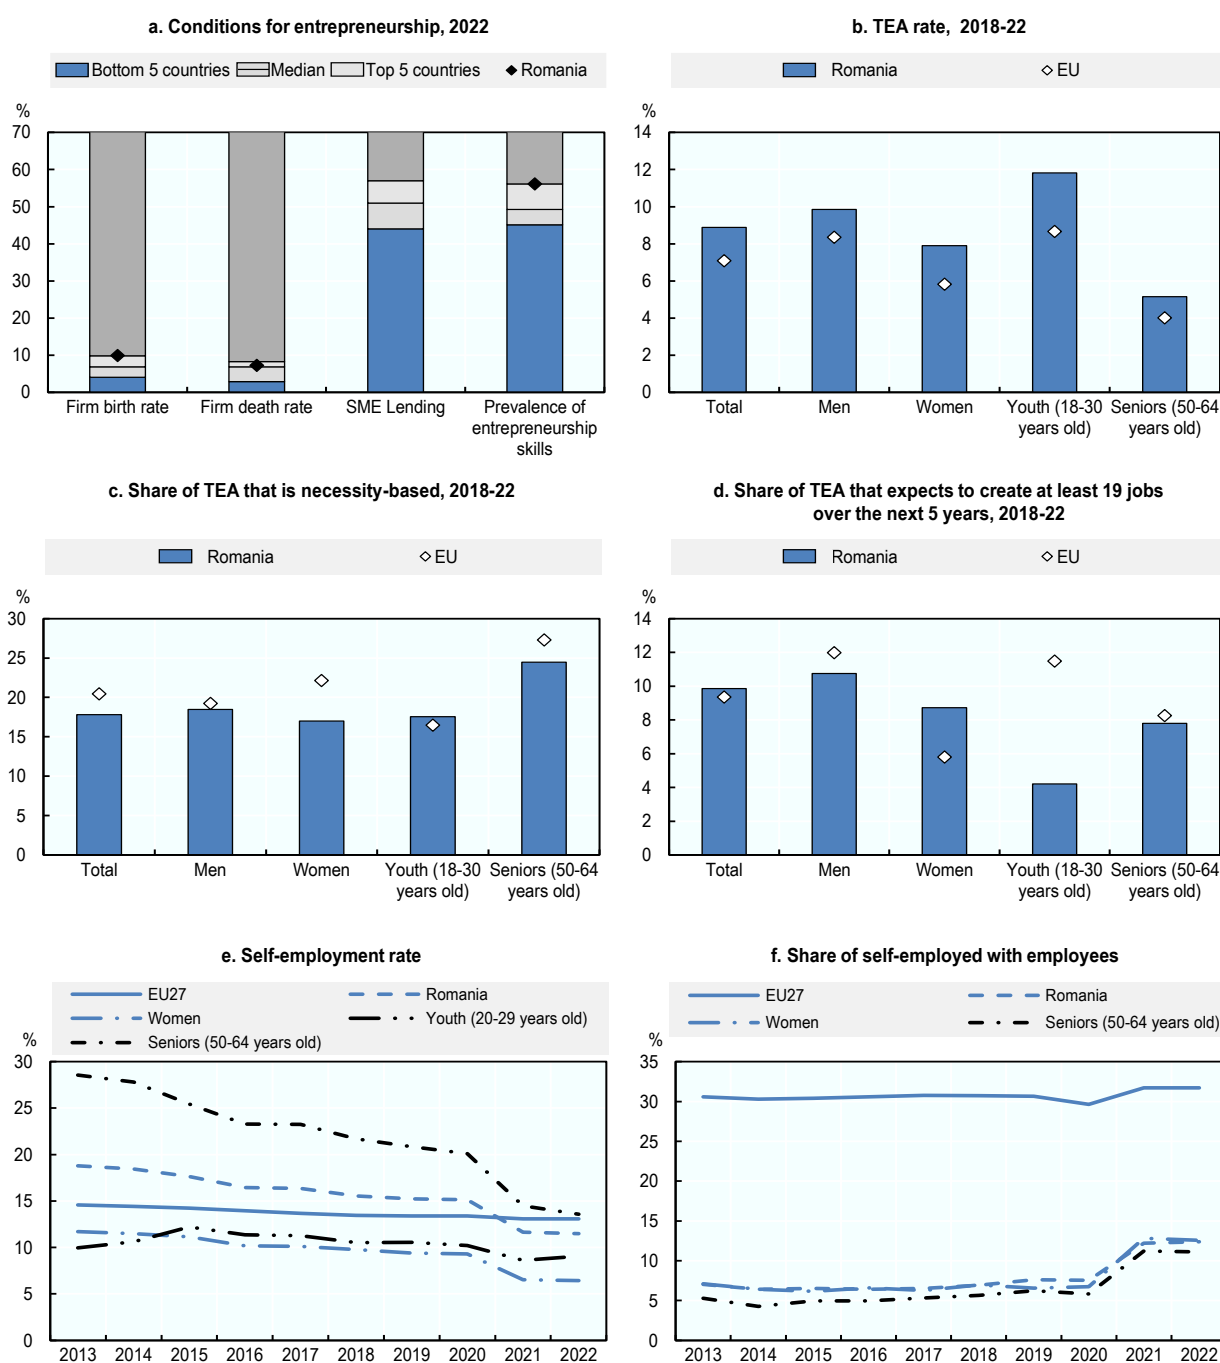 a. Conditions for entrepreneurship, 2022
Bottom 5 countries Median Top 5 countries Romania
%
70
60
50
40
30
20
10
0
Firm birth rate Firm death rate SME Lending Prevalence of
entrepreneurship
skills
b. TEA rate, 2018-22
Romania EU
%
14
12
10
8
6
4
2
0
Total Men Women Youth (18-30 Seniors (50-64
years old) years old)
c. Share of TEA that is necessity-based, 2018-22
Romania EU
%
30
25
20
15
10
5
0
Total Men Women Youth (18-30 Seniors (50-64
years old) years old)
d. Share of TEA that expects to create at least 19 jobs
over the next 5 years, 2018-22
Romania EU
%
14
12
10
8
6
4
2
0
Total Men Women Youth (18-30 Seniors (50-64
years old) years old)
e. Self-employment rate
EU27 Romania
Women Youth (20-29 years old)
Seniors (50-64 years old)
%
30
25
20
15
10
5
0
2013 2014 2015 2016 2017 2018 2019 2020 2021 2022
f. Share of self-employed with employees
EU27 Romania
Women Seniors (50-64 years old)
%
35
30
25
20
15
10
5
0
2013 2014 2015 2016 2017 2018 2019 2020 2021 2022